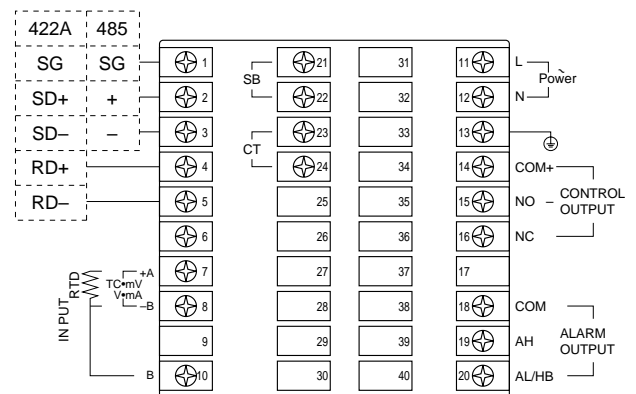 422A 485
SG SG 1 21 31 11 L
SB
Power
~
SD+ + 2 22 32 12 N
SD– – 3 23 33 13
CT
RD+ 4 24 34 14 COM+
RD– 5 25 35 15 NO – CONTROL
OUTPUT
6 26 36 16 NC
7 27 37 17
+A
TC•mV
V•mA
–B
RTD
IN PUT
8 28 38 18 COM
9 29 39 19 AH
ALARM
OUTPUT
B 10 30 40 20 AL/HB